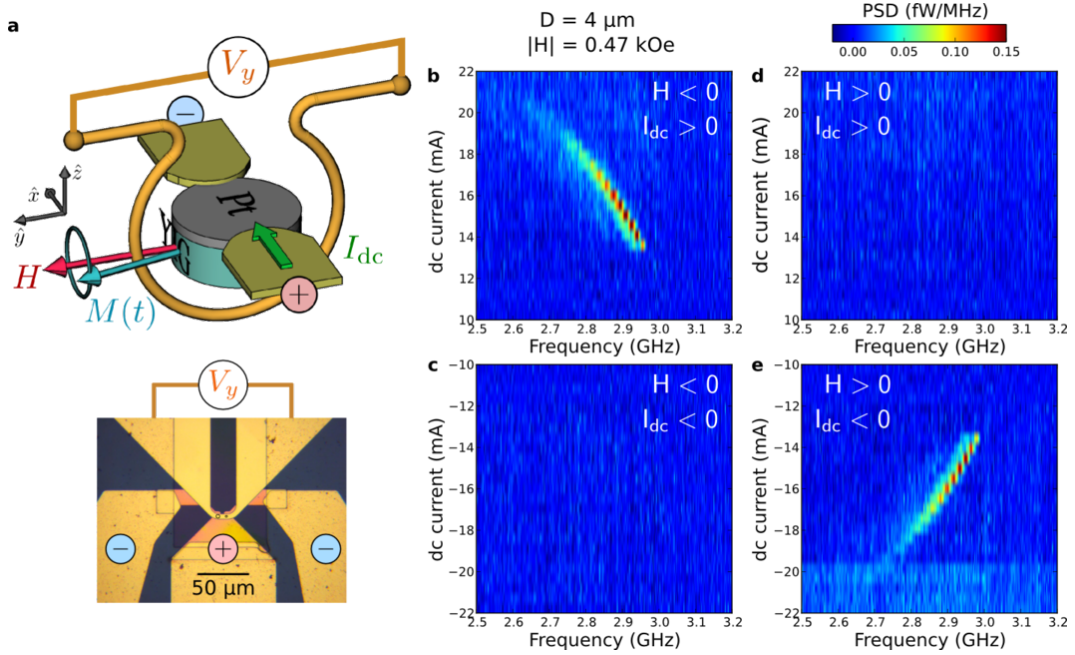 a
V_y
−
ẑ
x̂
ŷ
Pt
Y
G
I_dc
H
M(t)
+
V_y
− + −
50 µm
D = 4 µm
|H| = 0.47 kOe
PSD (fW/MHz)
0.00 0.05 0.10 0.15
b
H < 0
I_dc > 0
22
20
18
16
14
12
10
dc current (mA)
2.5 2.6 2.7 2.8 2.9 3.0 3.1 3.2
Frequency (GHz)
d
H > 0
I_dc > 0
22
20
18
16
14
12
10
dc current (mA)
2.5 2.6 2.7 2.8 2.9 3.0 3.1 3.2
Frequency (GHz)
c
H < 0
I_dc < 0
−10
−12
−14
−16
−18
−20
−22
dc current (mA)
2.5 2.6 2.7 2.8 2.9 3.0 3.1 3.2
Frequency (GHz)
e
H > 0
I_dc < 0
−10
−12
−14
−16
−18
−20
−22
dc current (mA)
2.5 2.6 2.7 2.8 2.9 3.0 3.1 3.2
Frequency (GHz)